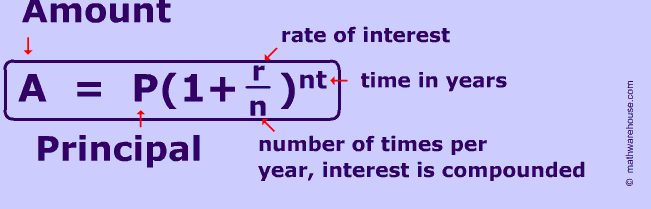 Amount
rate of interest
A = P(1+ r/n )nt
time in years
Principal
number of times per
year, interest is compounded
© mathwarehouse.com